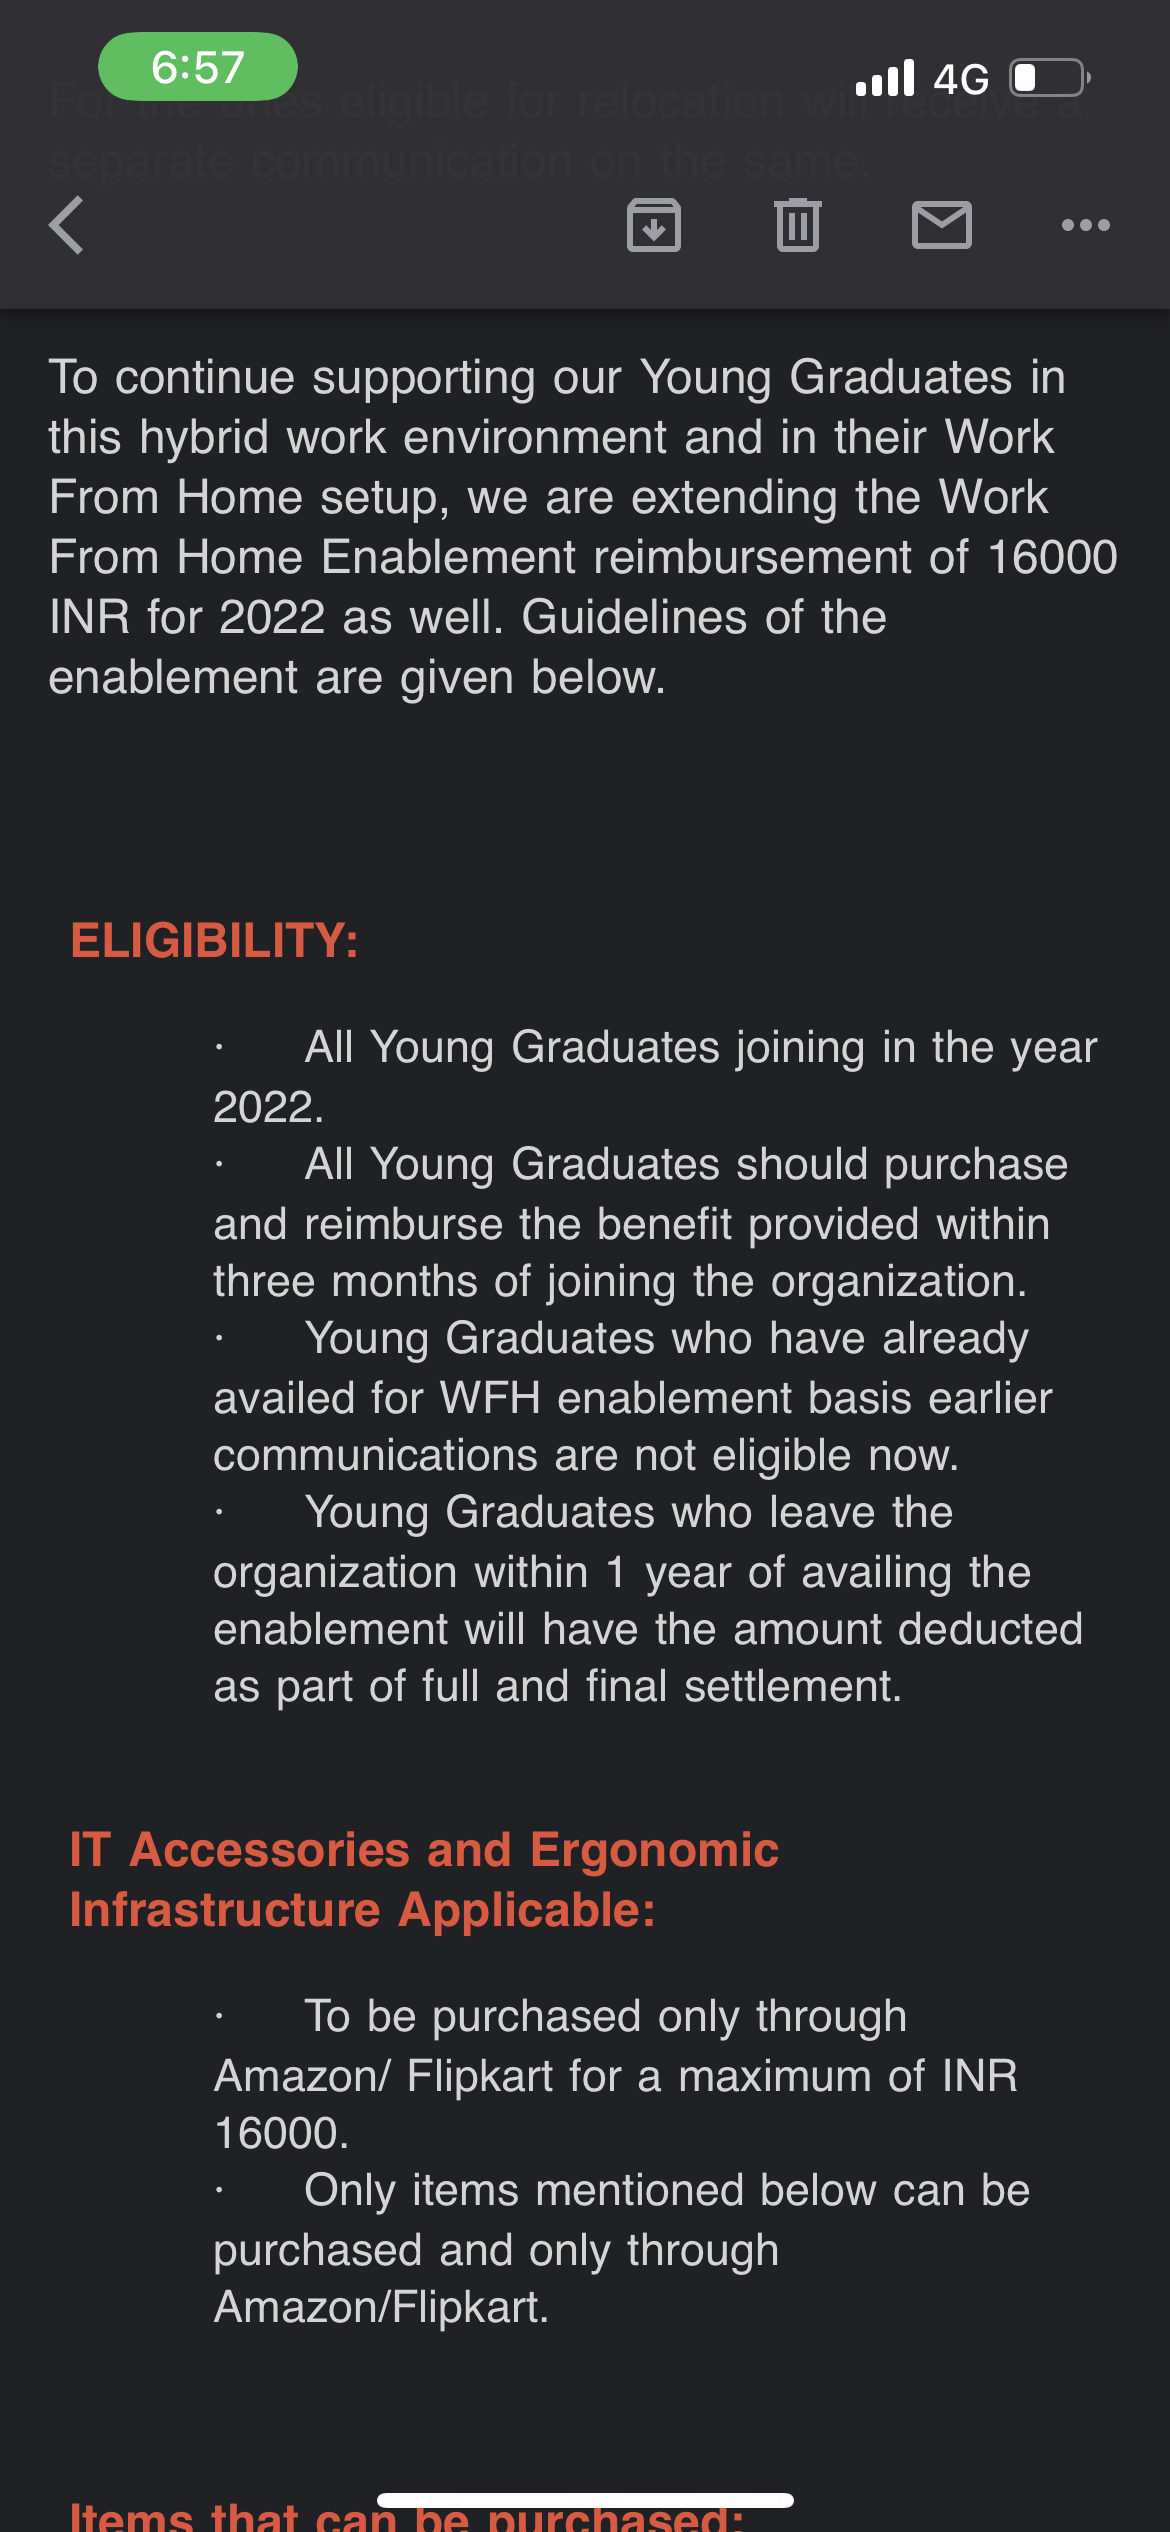 6:57
4G
For the ones eligible for relocation will receive a
separate communication on the same.
To continue supporting our Young Graduates in
this hybrid work environment and in their Work
From Home setup, we are extending the Work
From Home Enablement reimbursement of 16000
INR for 2022 as well. Guidelines of the
enablement are given below.
ELIGIBILITY:
· All Young Graduates joining in the year
2022.
· All Young Graduates should purchase
and reimburse the benefit provided within
three months of joining the organization.
· Young Graduates who have already
availed for WFH enablement basis earlier
communications are not eligible now.
· Young Graduates who leave the
organization within 1 year of availing the
enablement will have the amount deducted
as part of full and final settlement.
IT Accessories and Ergonomic
Infrastructure Applicable:
· To be purchased only through
Amazon/ Flipkart for a maximum of INR
16000.
· Only items mentioned below can be
purchased and only through
Amazon/Flipkart.
Items that can be purchased: